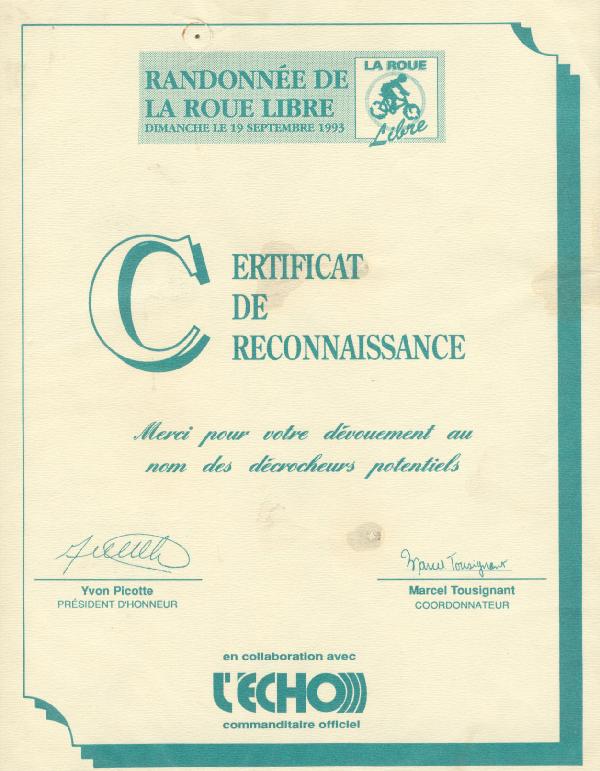 RANDONNÉE DE
LA ROUE LIBRE
DIMANCHE LE 19 SEPTEMBRE 1993
LA ROUE
Libre
CERTIFICAT
DE
RECONNAISSANCE
Merci pour votre dévouement au
nom des décrocheurs potentiels
Marcel Tousignant
Yvon Picotte
PRÉSIDENT D'HONNEUR
Marcel Tousignant
COORDONNATEUR
en collaboration avec
L'ÉCHO
commanditaire officiel